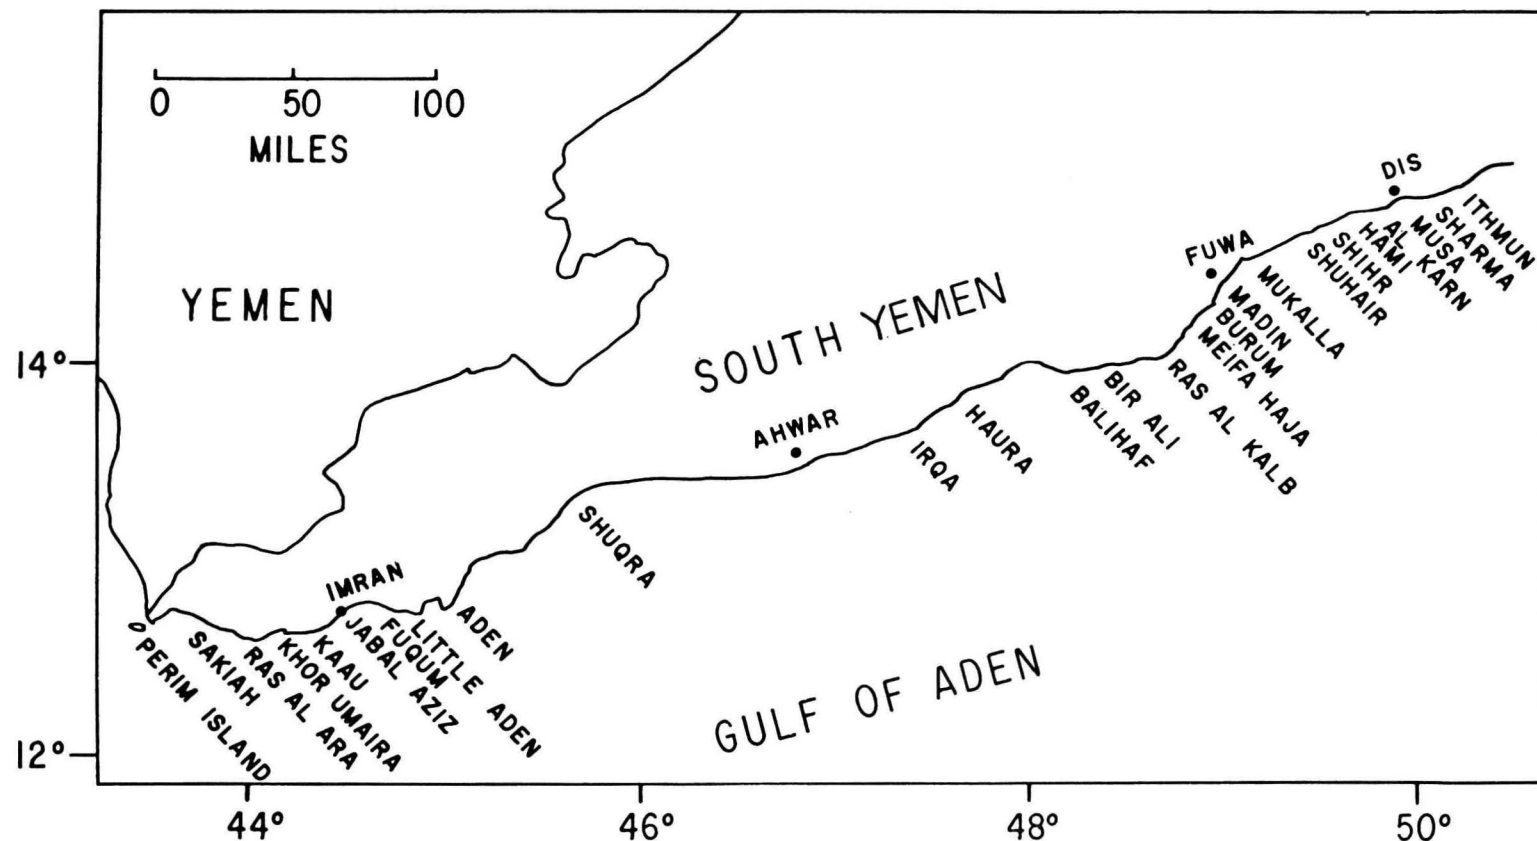 0 50 100
MILES
YEMEN
SOUTH YEMEN
GULF OF ADEN
14°
12°
44° 46° 48° 50°
IMRAN
AHWAR
FUWA
DIS
PERIM ISLAND
SAKIAH
RAS AL ARA
KHOR UMAIRA
KAAU
JABAL AZIZ
FUQUM
LITTLE ADEN
ADEN
SHUQRA
IRQA
HAURA
BALIHAF
BIR ALI
RAS AL KALB
MEIFA HAJA
BURUM
MADIN
MUKALLA
SHUHAIR
SHIHR
HAMI
AL KARN
MUSA
SHARMA
ITHMUN